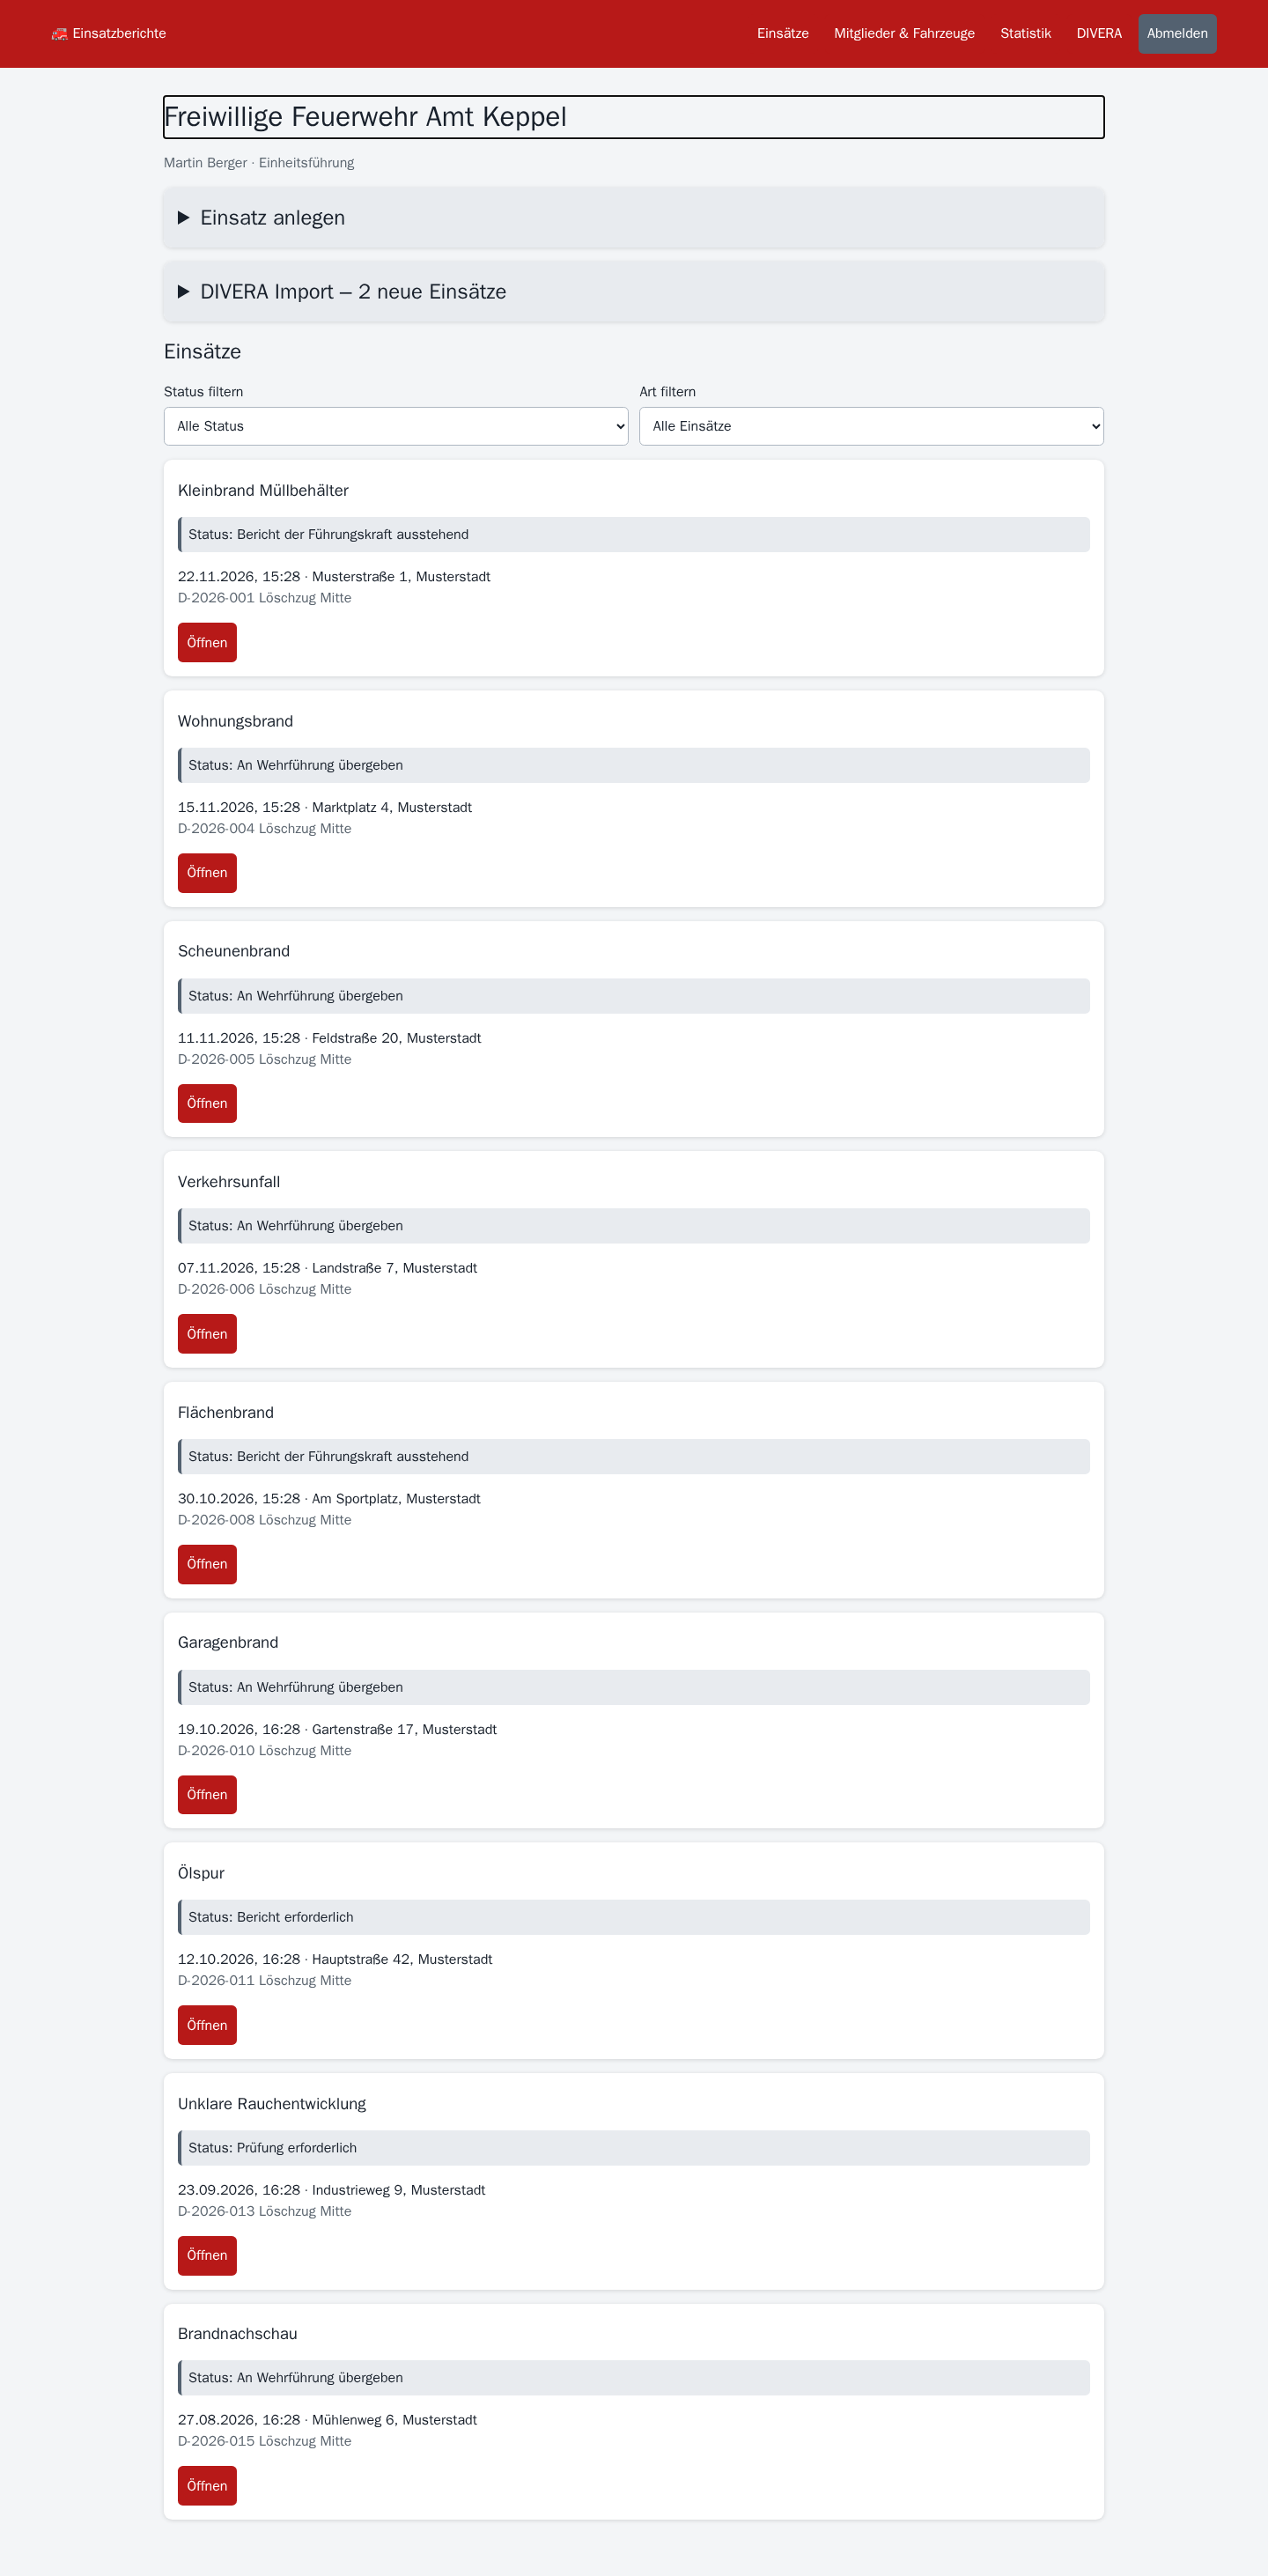 🚒 Einsatzberichte
Einsätze Mitglieder & Fahrzeuge Statistik DIVERA Abmelden
Freiwillige Feuerwehr Amt Keppel
Martin Berger · Einheitsführung
Einsatz anlegen
DIVERA Import – 2 neue Einsätze
Einsätze
Status filtern Art filtern
Alle Status Alle Einsätze
Kleinbrand Müllbehälter
Status: Bericht der Führungskraft ausstehend
22.11.2026, 15:28 · Musterstraße 1, Musterstadt
D-2026-001 Löschzug Mitte
Öffnen
Wohnungsbrand
Status: An Wehrführung übergeben
15.11.2026, 15:28 · Marktplatz 4, Musterstadt
D-2026-004 Löschzug Mitte
Öffnen
Scheunenbrand
Status: An Wehrführung übergeben
11.11.2026, 15:28 · Feldstraße 20, Musterstadt
D-2026-005 Löschzug Mitte
Öffnen
Verkehrsunfall
Status: An Wehrführung übergeben
07.11.2026, 15:28 · Landstraße 7, Musterstadt
D-2026-006 Löschzug Mitte
Öffnen
Flächenbrand
Status: Bericht der Führungskraft ausstehend
30.10.2026, 15:28 · Am Sportplatz, Musterstadt
D-2026-008 Löschzug Mitte
Öffnen
Garagenbrand
Status: An Wehrführung übergeben
19.10.2026, 16:28 · Gartenstraße 17, Musterstadt
D-2026-010 Löschzug Mitte
Öffnen
Ölspur
Status: Bericht erforderlich
12.10.2026, 16:28 · Hauptstraße 42, Musterstadt
D-2026-011 Löschzug Mitte
Öffnen
Unklare Rauchentwicklung
Status: Prüfung erforderlich
23.09.2026, 16:28 · Industrieweg 9, Musterstadt
D-2026-013 Löschzug Mitte
Öffnen
Brandnachschau
Status: An Wehrführung übergeben
27.08.2026, 16:28 · Mühlenweg 6, Musterstadt
D-2026-015 Löschzug Mitte
Öffnen